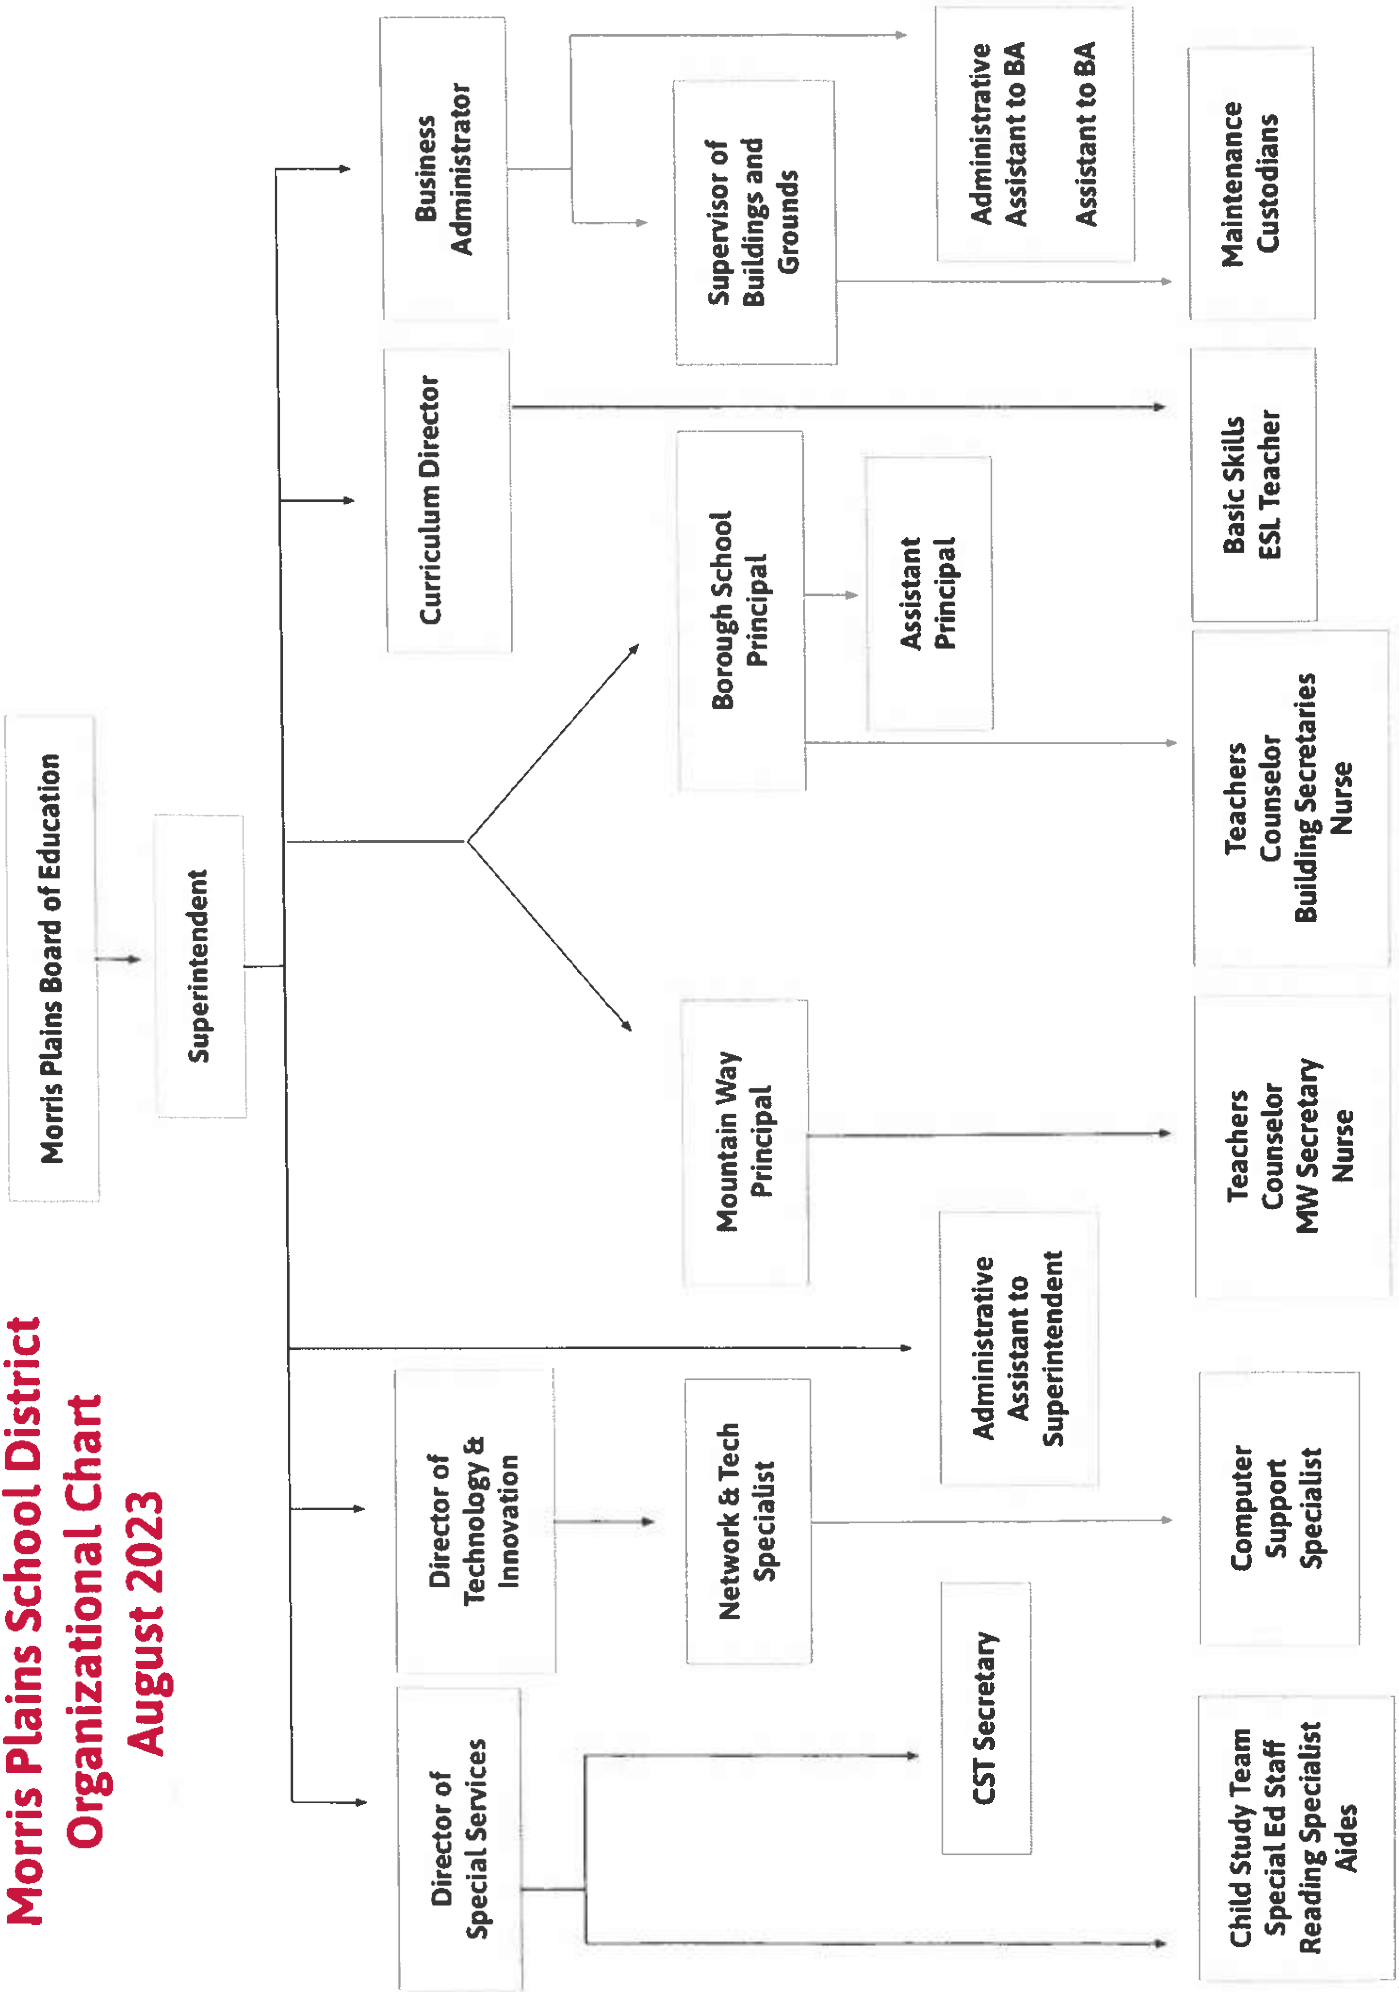 Morris Plains School District
Organizational Chart
August 2023
Morris Plains Board of Education
Superintendent
Director of
Special Services
Director of
Technology &
Innovation
Curriculum Director
Business
Administrator
Network & Tech
Specialist
Mountain Way
Principal
Borough School
Principal
Supervisor of
Buildings and
Grounds
Assistant
Principal
CST Secretary
Administrative
Assistant to
Superintendent
Administrative
Assistant to BA
Assistant to BA
Child Study Team
Special Ed Staff
Reading Specialist
Aides
Computer
Support
Specialist
Teachers
Counselor
MW Secretary
Nurse
Teachers
Counselor
Building Secretaries
Nurse
Basic Skills
ESL Teacher
Maintenance
Custodians